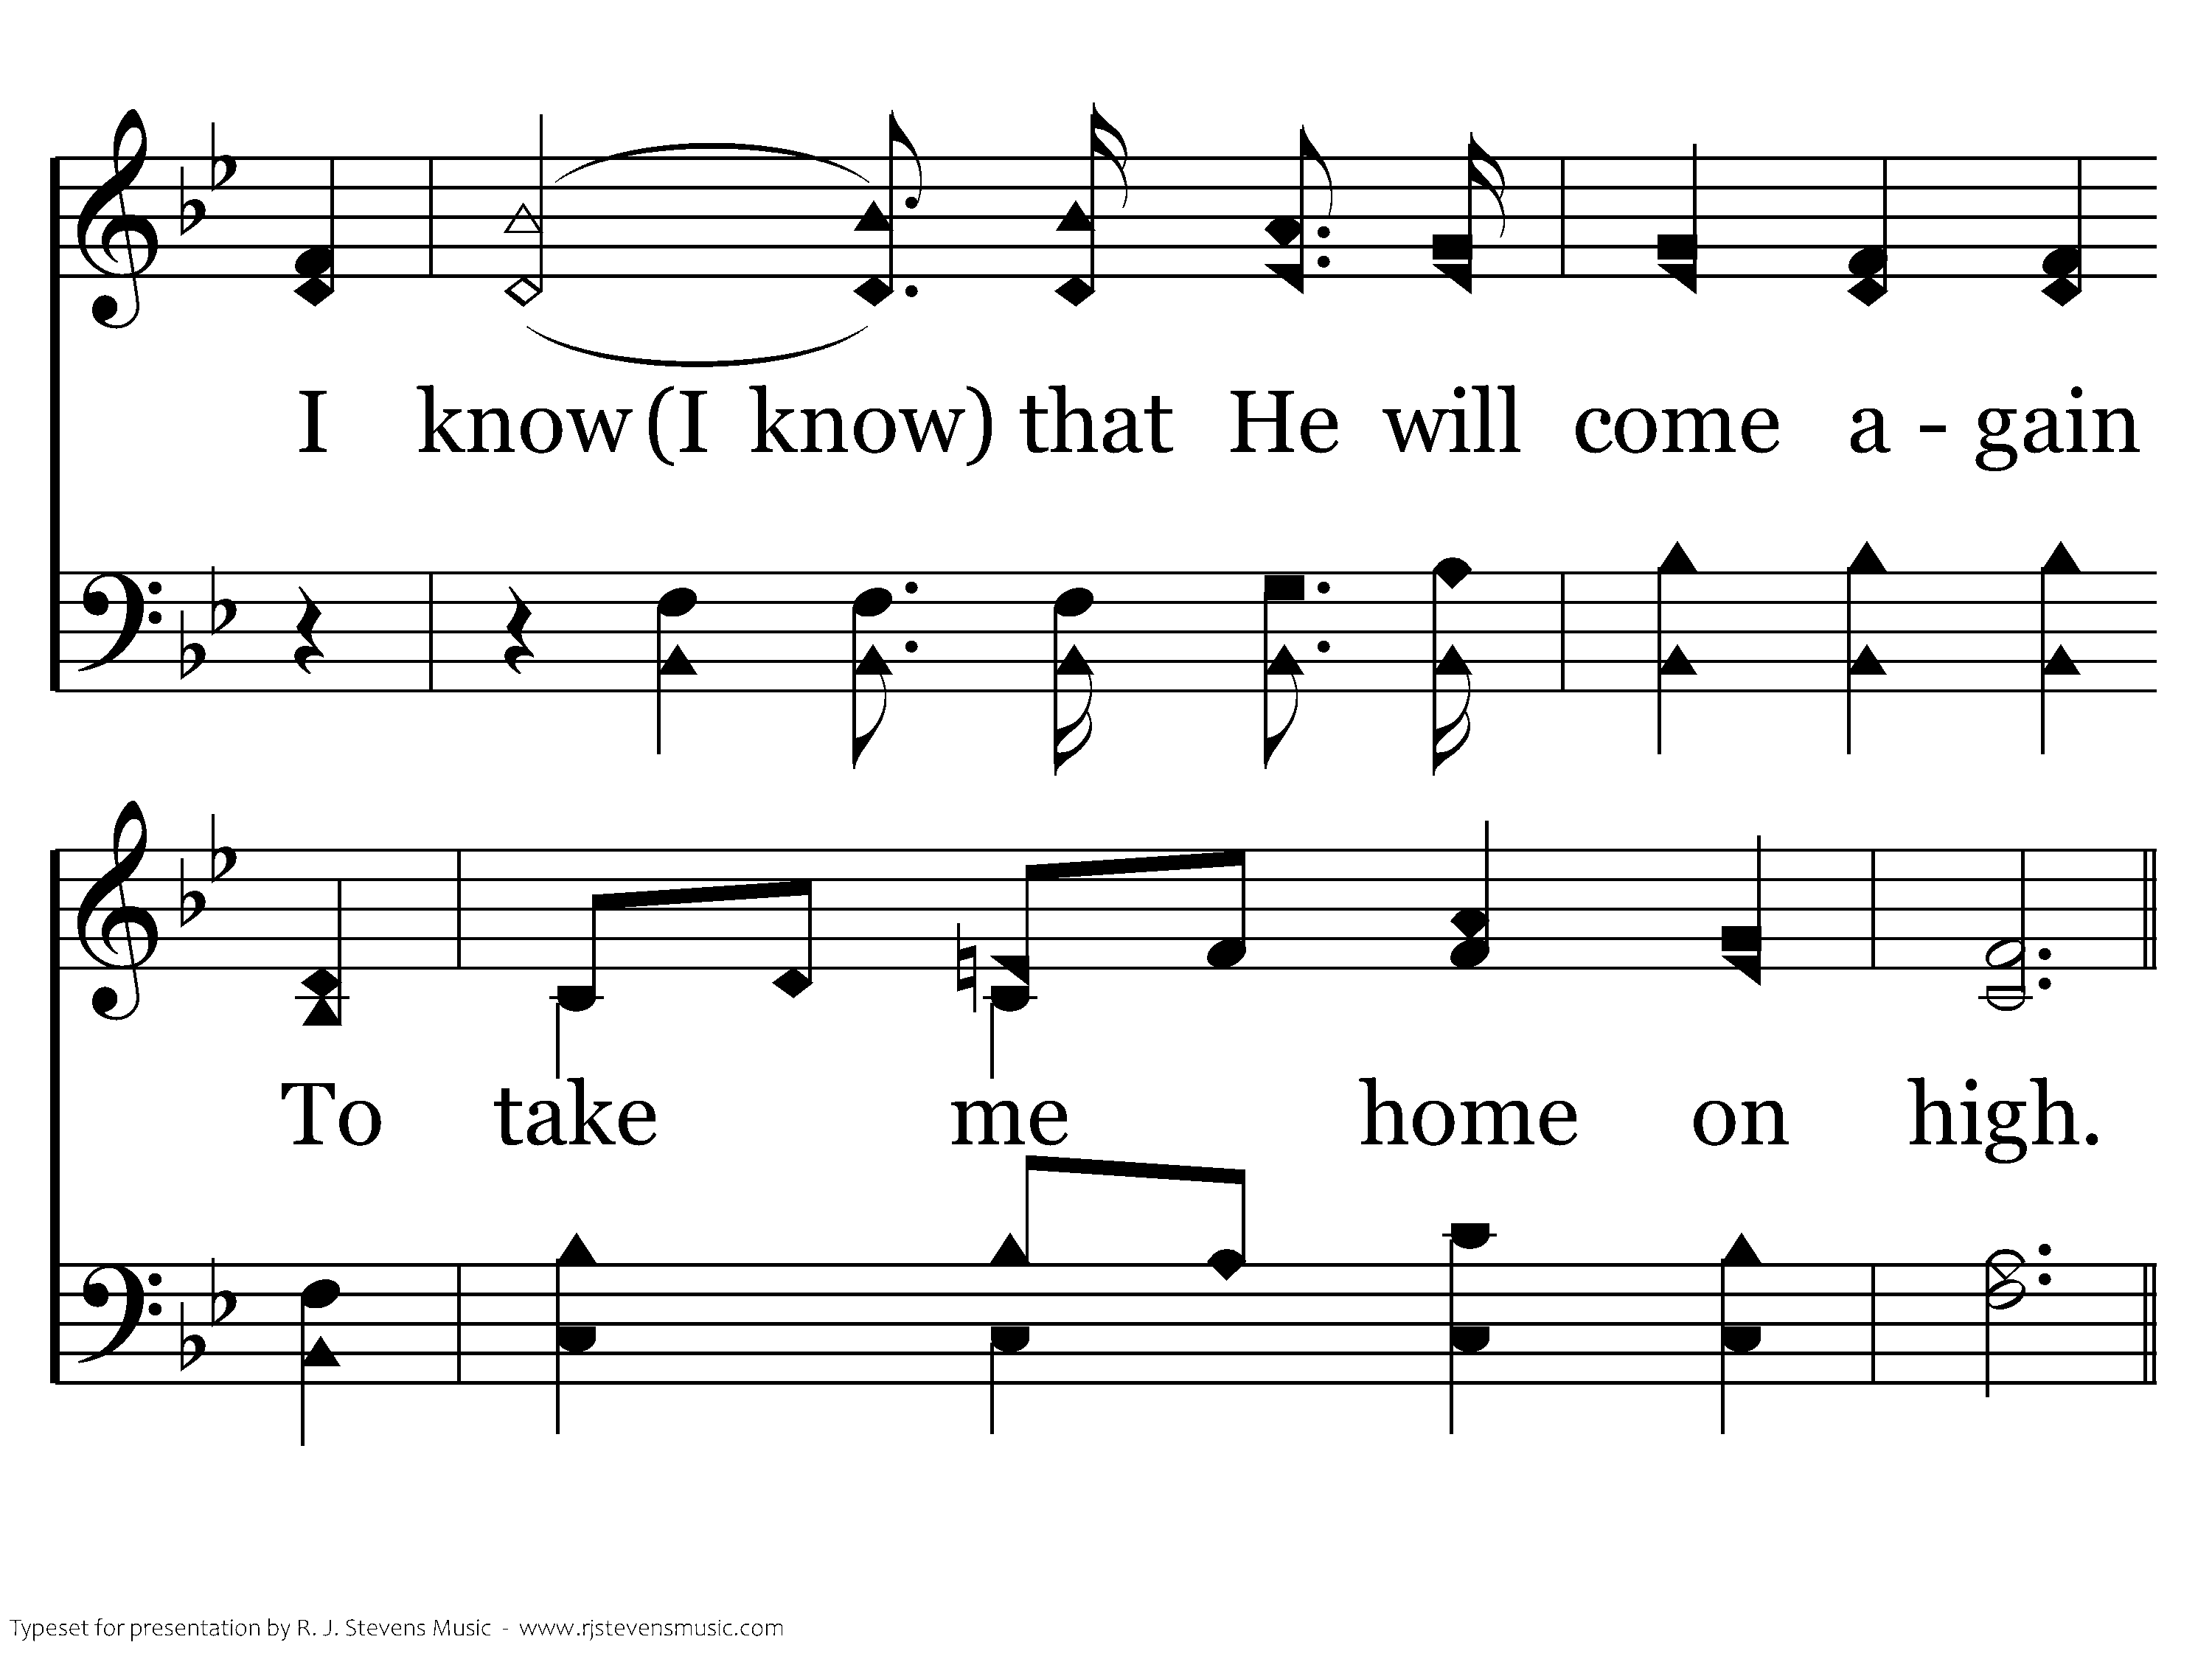 I know (I know) that He will come a - gain
To take me home on high.
Typeset for presentation by R. J. Stevens Music - www.rjstevensmusic.com